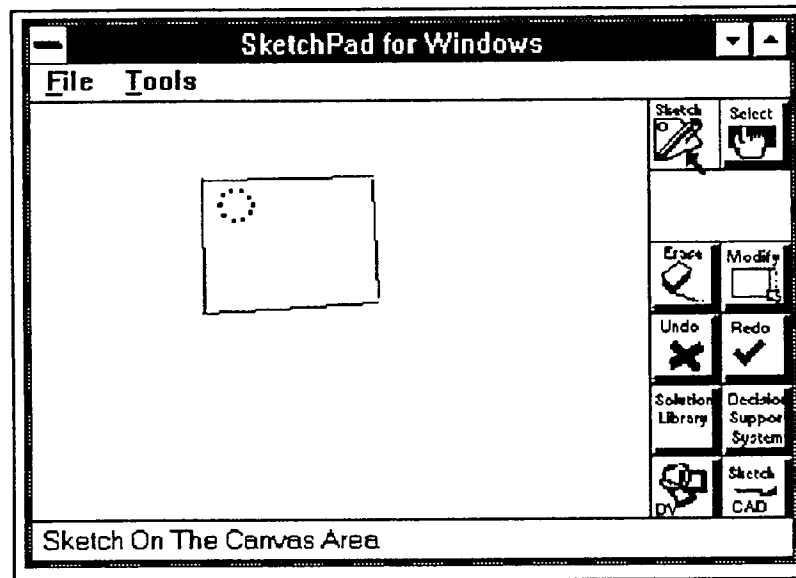 SketchPad for Windows
File Tools
Sketch Select
Erase Modify
Undo Redo
Solution Library
Decision Support System
DV
Sketch CAD
Sketch On The Canvas Area